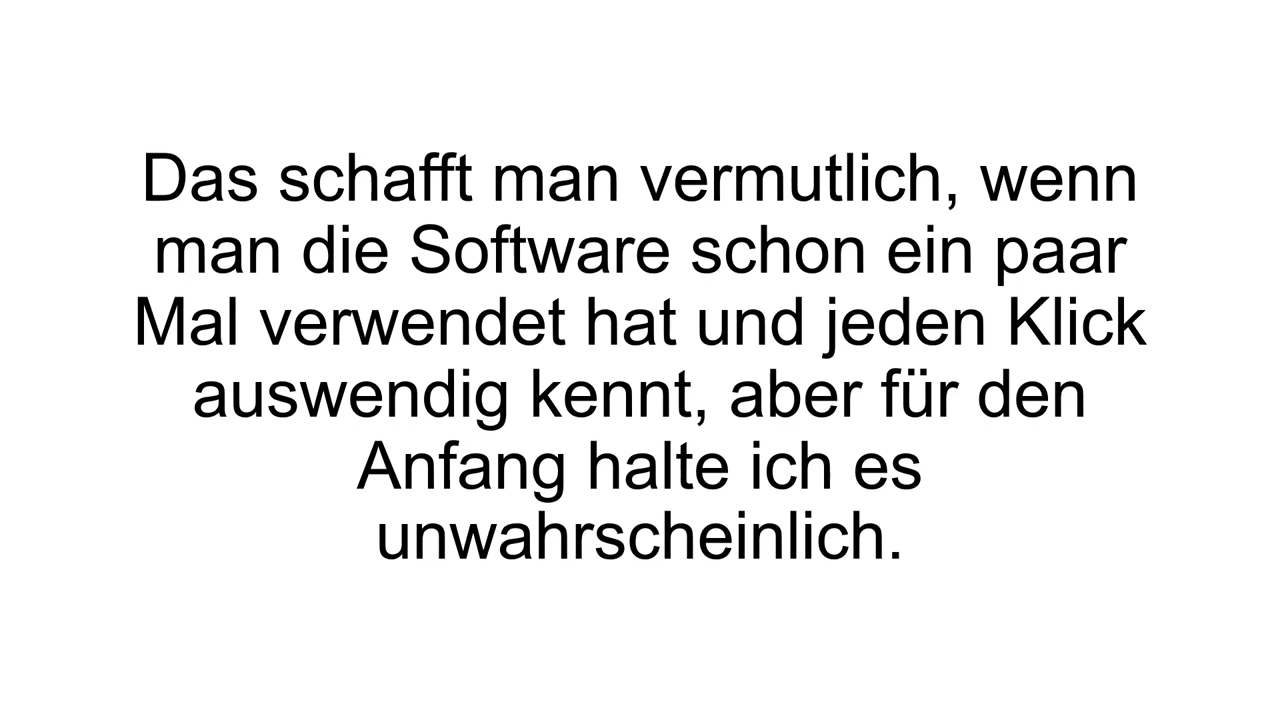 Das schafft man vermutlich, wenn
man die Software schon ein paar
Mal verwendet hat und jeden Klick
auswendig kennt, aber für den
Anfang halte ich es
unwahrscheinlich.